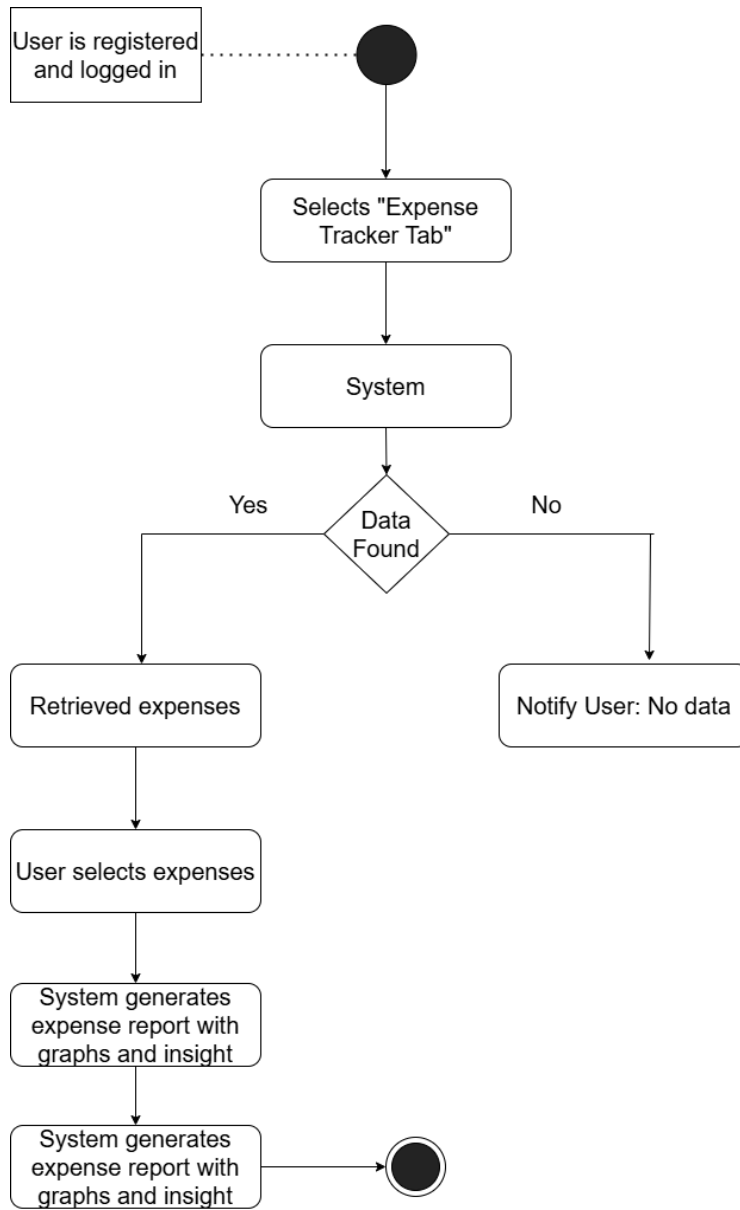 User is registered
and logged in
Selects "Expense
Tracker Tab"
System
Yes
Data
Found
No
Retrieved expenses
Notify User: No data
User selects expenses
System generates
expense report with
graphs and insight
System generates
expense report with
graphs and insight